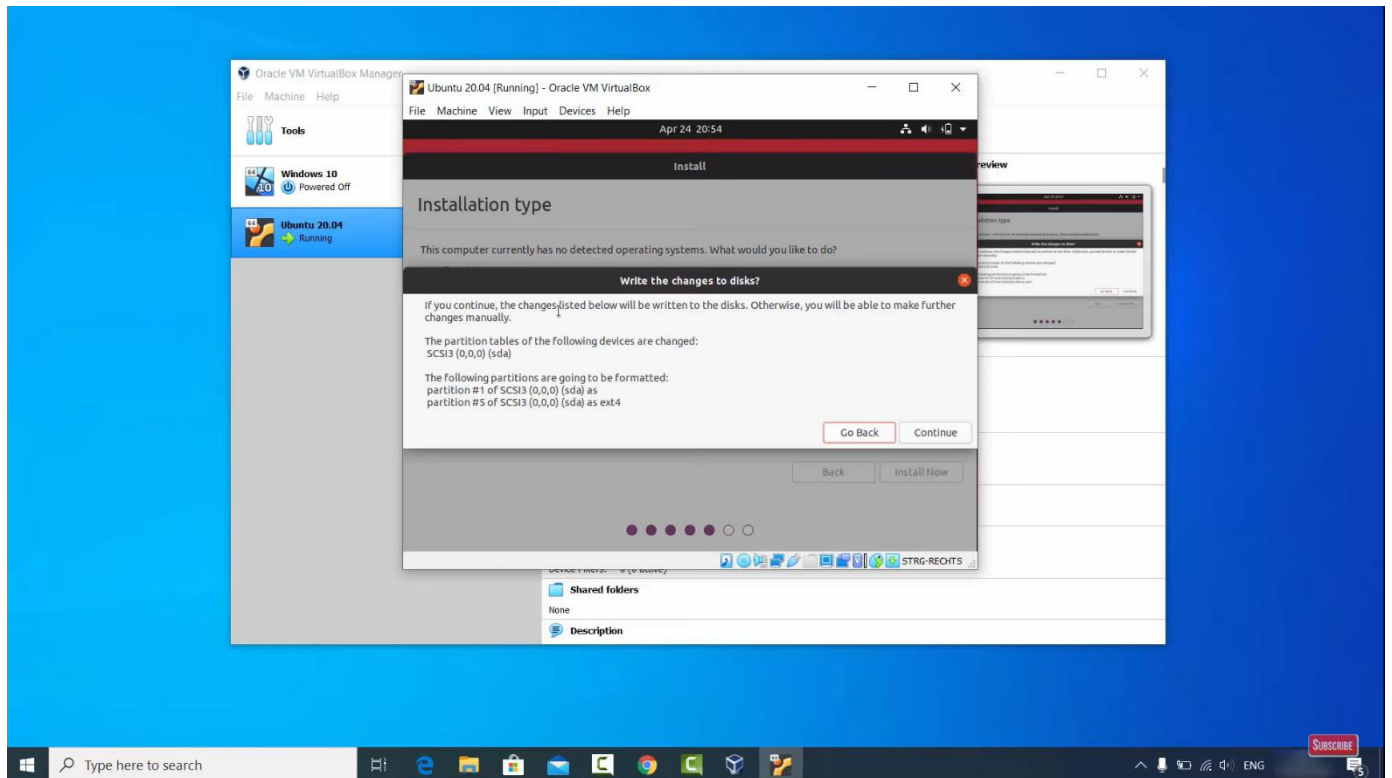 Oracle VM VirtualBox Manager
File Machine Help
Tools
Windows 10
Powered Off
Ubuntu 20.04
Running
Ubuntu 20.04 [Running] - Oracle VM VirtualBox
File Machine View Input Devices Help
Apr 24 20:54
Install
Installation type
This computer currently has no detected operating systems. What would you like to do?
Write the changes to disks?
If you continue, the changes listed below will be written to the disks. Otherwise, you will be able to make further
changes manually.
The partition tables of the following devices are changed:
SCSI3 (0,0,0) (sda)
The following partitions are going to be formatted:
partition #1 of SCSI3 (0,0,0) (sda) as
partition #5 of SCSI3 (0,0,0) (sda) as ext4
Go Back Continue
Back Install Now
STRG-RECHTS
review
Shared folders
None
Description
SUBSCRIBE
Type here to search
ENG
5